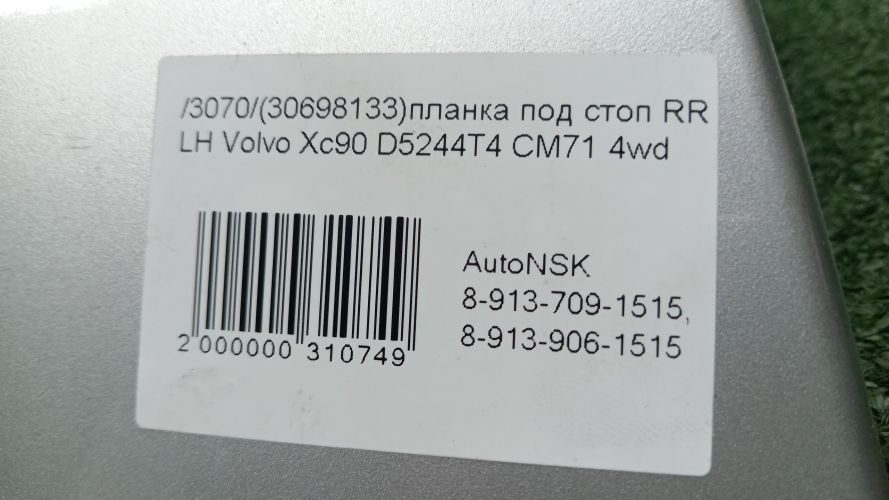 /3070/(30698133)планка под стоп RR
LH Volvo Xc90 D5244T4 CM71 4wd
AutoNSK
8-913-709-1515,
8-913-906-1515
2 000000 310749